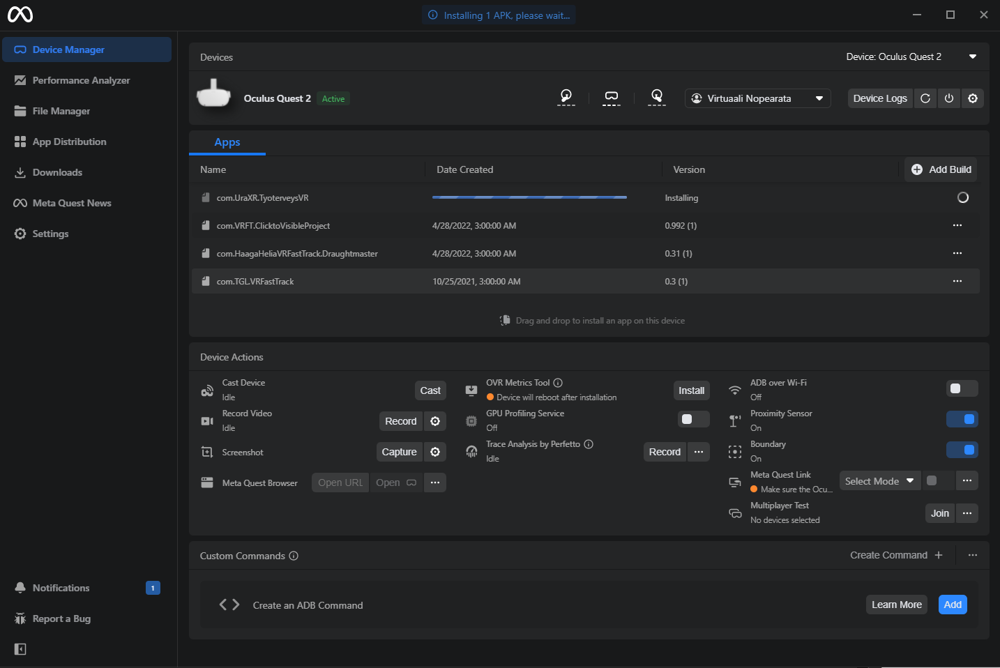 Installing 1 APK, please wait...
Device Manager
Performance Analyzer
File Manager
App Distribution
Downloads
Meta Quest News
Settings
Notifications
1
Report a Bug
Devices
Device: Oculus Quest 2
Oculus Quest 2
Active
Virtuaali Nopearata
Device Logs
Apps
Name
Date Created
Version
Add Build
com.UraXR.TyoterveysVR
Installing
com.VRFT.ClicktoVisibleProject
4/28/2022, 3:00:00 AM
0.992 (1)
com.HaagaHeliaVRFastTrack.Draughtmaster
4/28/2022, 3:00:00 AM
0.31 (1)
com.TGL.VRFastTrack
10/25/2021, 3:00:00 AM
0.3 (1)
Drag and drop to install an app on this device
Device Actions
Cast Device
Idle
Cast
Record Video
Idle
Record
Screenshot
Capture
Meta Quest Browser
Open URL
Open
OVR Metrics Tool
Device will reboot after installation
Install
GPU Profiling Service
Off
Trace Analysis by Perfetto
Idle
Record
ADB over Wi-Fi
Off
Proximity Sensor
On
Boundary
On
Meta Quest Link
Make sure the Ocu...
Select Mode
Multiplayer Test
No devices selected
Join
Custom Commands
Create Command
Create an ADB Command
Learn More
Add